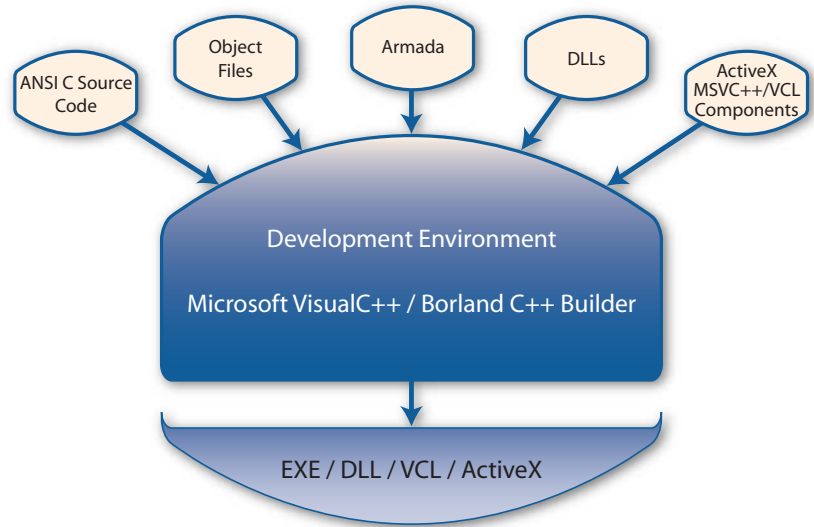 ANSI C Source
Code
Object
Files
Armada
DLLs
ActiveX
MSVC++/VCL
Components
Development Environment
Microsoft VisualC++ / Borland C++ Builder
EXE / DLL / VCL / ActiveX